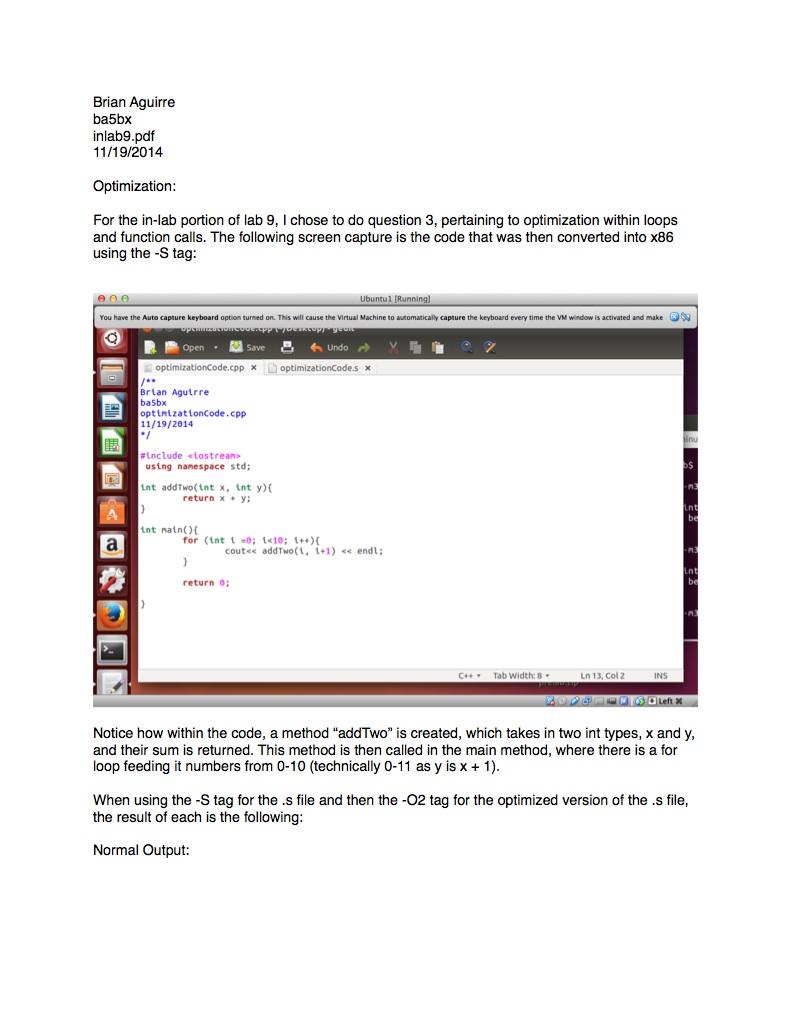 Brian Aguirre
ba5bx
inlab9.pdf
11/19/2014
Optimization:
For the in-lab portion of lab 9, I chose to do question 3, pertaining to optimization within loops
and function calls. The following screen capture is the code that was then converted into x86
using the -S tag:
Ubuntu1 [Running]
You have the Auto capture keyboard option turned on. This will cause the Virtual Machine to automatically capture the keyboard every time the VM window is activated and make
optimizationCode.cpp (~/Desktop) - gedit
Open Save Undo
optimizationCode.cpp x optimizationCode.s x
/**
Brian Aguirre
ba5bx
optimizationCode.cpp
11/19/2014
*/
#include <iostream>
using namespace std;
int addTwo(int x, int y){
return x + y;
}
int main(){
for (int i =0; i<10; i++){
cout<< addTwo(i, i+1) << endl;
}
return 0;
}
inu
b$
-m3
int
be
-m3
int
be
-m3
C++ Tab Width: 8 Ln 13, Col 2 INS
Left ⌘
Notice how within the code, a method “addTwo” is created, which takes in two int types, x and y,
and their sum is returned. This method is then called in the main method, where there is a for
loop feeding it numbers from 0-10 (technically 0-11 as y is x + 1).
When using the -S tag for the .s file and then the -O2 tag for the optimized version of the .s file,
the result of each is the following:
Normal Output: